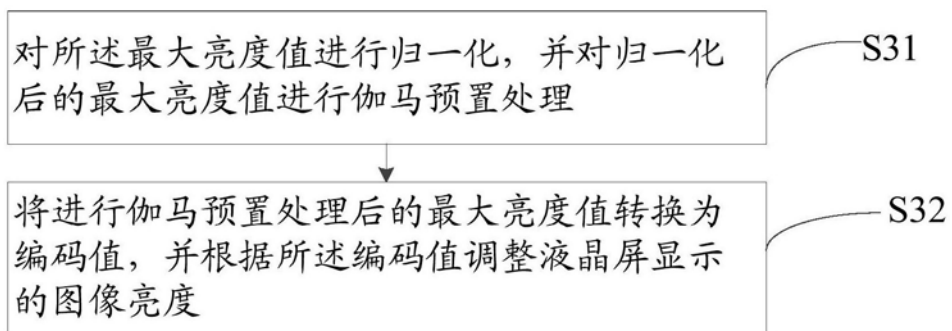 对所述最大亮度值进行归一化，并对归一化
后的最大亮度值进行伽马预置处理
S31
将进行伽马预置处理后的最大亮度值转换为
编码值，并根据所述编码值调整液晶屏显示
的图像亮度
S32